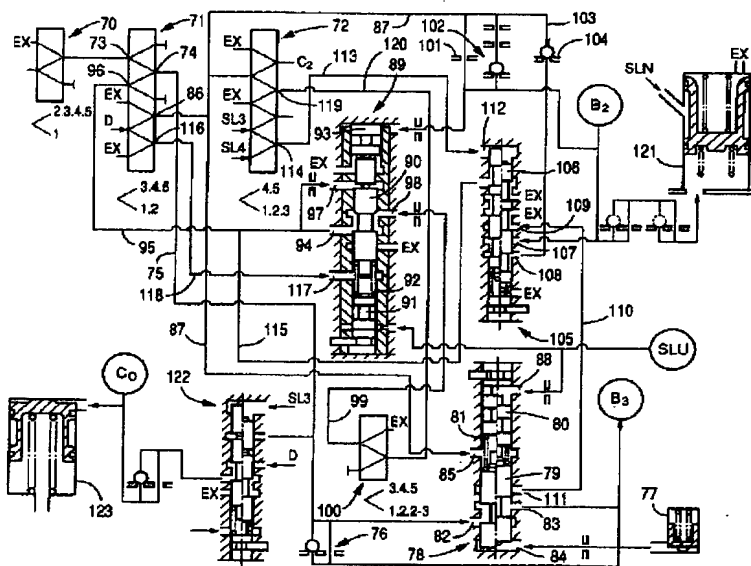 70
71
72
87
102
103
EX
73
74
101
104
96
EX
C2
113
120
89
EX
EX
2.3.4.5
1
EX
86
EX
119
93
112
SLN
D
116
SL3
90
106
B2
EX
SL4
114
EX
98
121
3.4.5
1.2
4.5
1.2.3
97
EX
EX
109
94
EX
107
108
95
75
118
117
92
EX
110
91
105
87
115
SLU
C0
122
SL3
99
88
B3
81
80
EX
D
85
79
EX
123
100
3.4.5
1.2.2-3
111
77
82
83
76
78
84